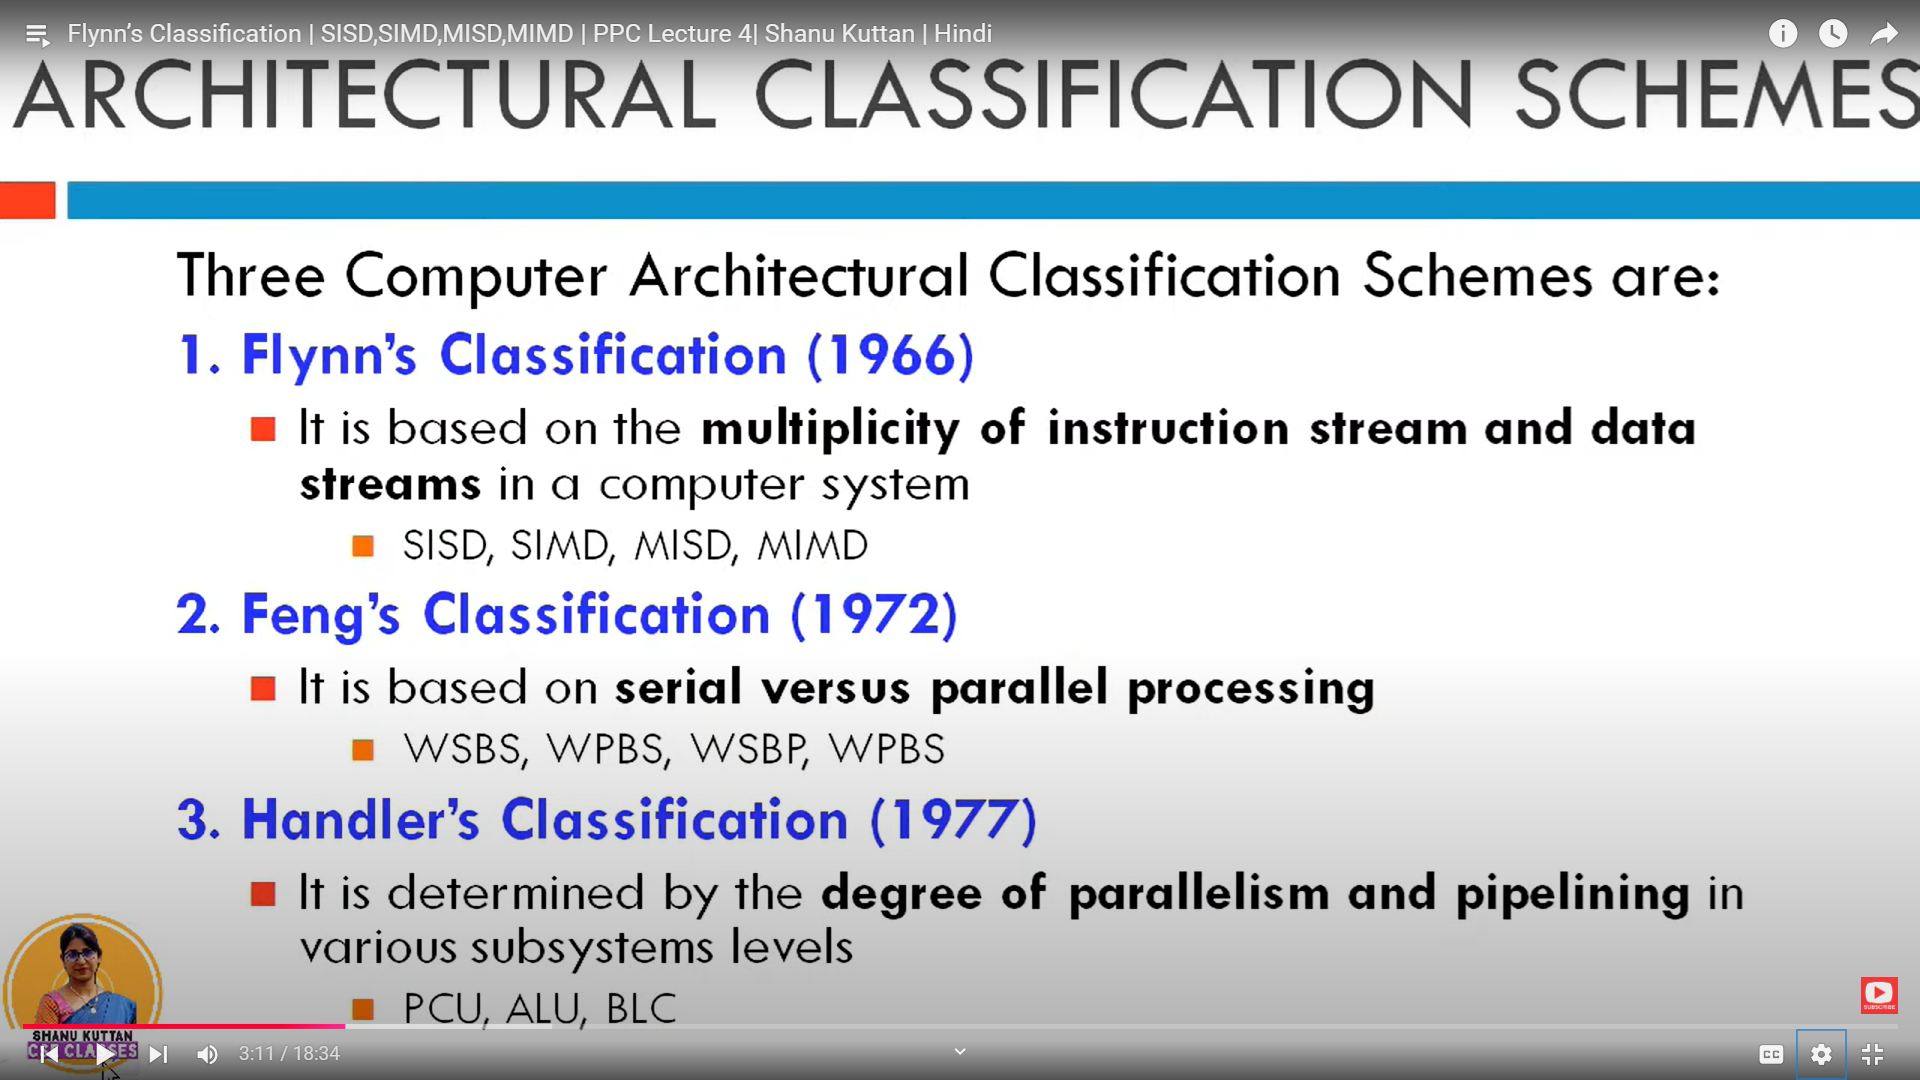 Flynn’s Classification | SISD,SIMD,MISD,MIMD | PPC Lecture 4| Shanu Kuttan | Hindi
ARCHITECTURAL CLASSIFICATION SCHEMES
Three Computer Architectural Classification Schemes are:
1. Flynn’s Classification (1966)
It is based on the multiplicity of instruction stream and data
streams in a computer system
SISD, SIMD, MISD, MIMD
2. Feng’s Classification (1972)
It is based on serial versus parallel processing
WSBS, WPBS, WSBP, WPBS
3. Handler’s Classification (1977)
It is determined by the degree of parallelism and pipelining in
various subsystems levels
PCU, ALU, BLC
SUBSCRIBE
SHANU KUTTAN
CSE CLASSES
3:11 / 18:34
CC